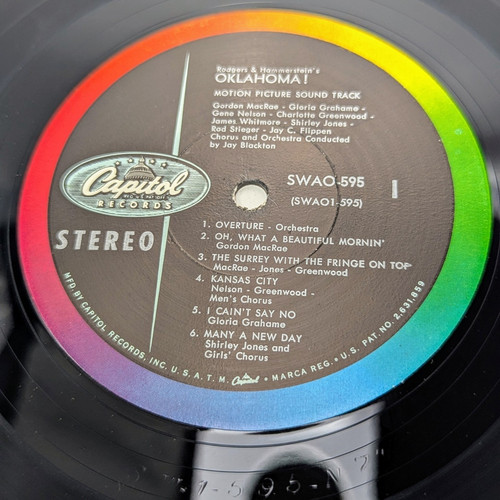 Rodgers & Hammerstein's
OKLAHOMA!
MOTION PICTURE SOUND TRACK
Gordon MacRae - Gloria Grahame -
Gene Nelson - Charlotte Greenwood -
James Whitmore - Shirley Jones -
Rod Stieger - Jay C. Flippen
Chorus and Orchestra Conducted
by Jay Blackton
Capitol
RECORDS
STEREO
SWAO-595
(SWAO1-595)
1
1. OVERTURE - Orchestra
2. OH, WHAT A BEAUTIFUL MORNIN'
Gordon MacRae
3. THE SURREY WITH THE FRINGE ON TOP
MacRae - Jones - Greenwood
4. KANSAS CITY
Nelson - Greenwood -
Men's Chorus
5. I CAIN'T SAY NO
Gloria Grahame
6. MANY A NEW DAY
Shirley Jones and
Girls' Chorus
MFD. BY CAPITOL RECORDS, INC. U.S.A. T.M. Capitol MARCA REG. • U.S. PAT. NO. 2,631,859